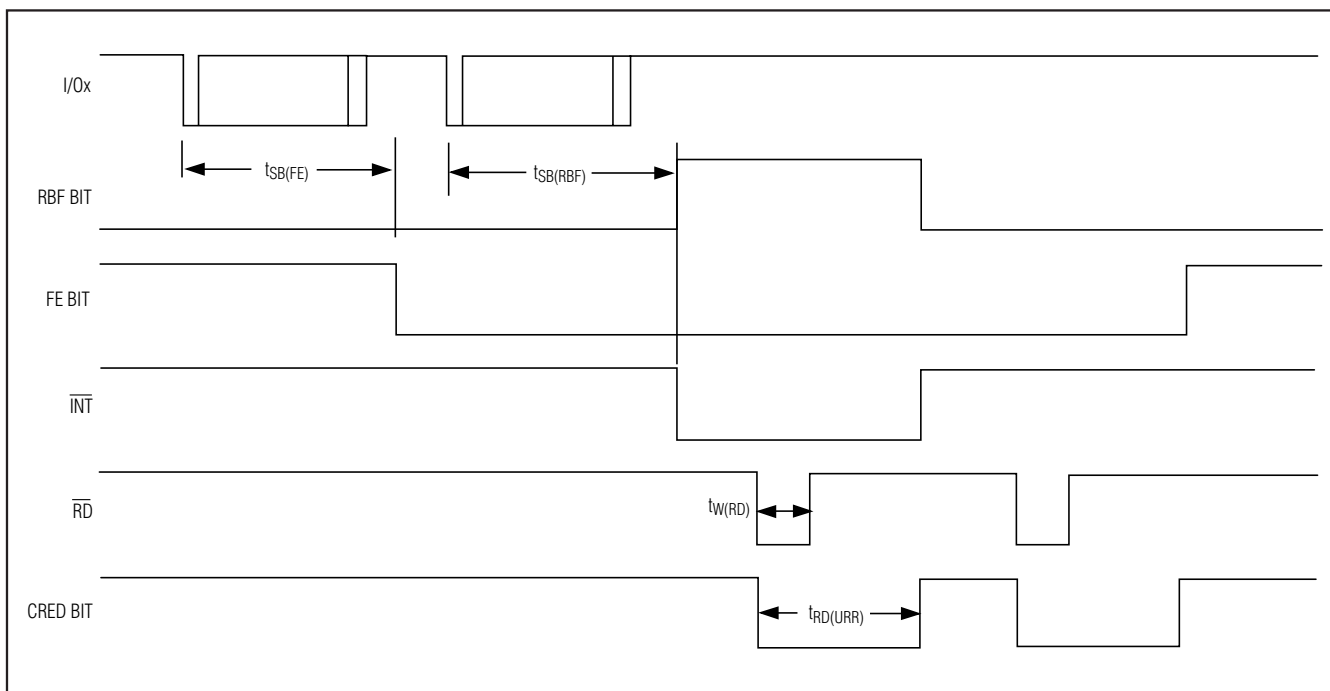 I/Ox
tSB(FE)
tSB(RBF)
RBF BIT
FE BIT
INT
RD
tW(RD)
CRED BIT
tRD(URR)